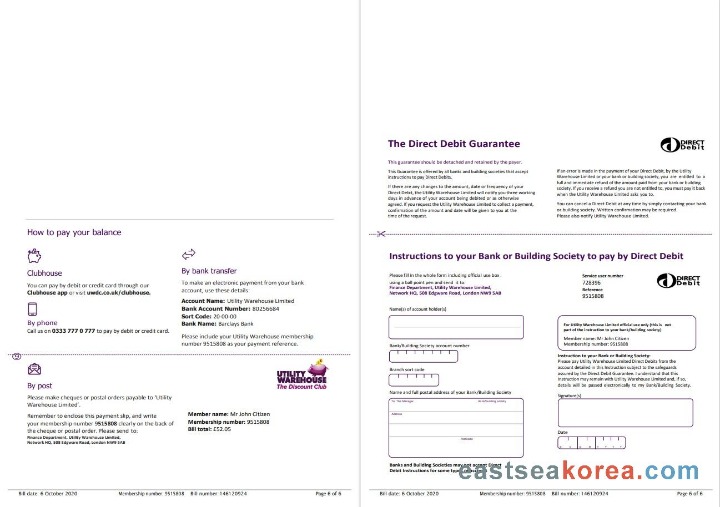 How to pay your balance
Clubhouse
You can pay by debit or credit card through our
Clubhouse app or visit uwdc.co.uk/clubhouse.
By phone
Call us on 0333 777 0 777 to pay by debit or credit card.
By bank transfer
To make an electronic payment from your bank
account, use these details:
Account Name: Utility Warehouse Limited
Bank Account Number: 80256684
Sort Code: 20-00-00
Bank Name: Barclays Bank
Please include your Utility Warehouse membership
number 9515808 as your payment reference.
By post
Please make cheques or postal orders payable to 'Utility
Warehouse Limited'.
Remember to enclose this payment slip, and write
your membership number 9515808 clearly on the back of
the cheque or postal order. Please send to:
Finance Department, Utility Warehouse Limited,
Network HQ, 508 Edgware Road, London NW9 5AB
UTILITY
WAREHOUSE
The Discount Club
Member name: Mr John Citizen
Membership number: 9515808
Bill total: £52.05
Bill date: 6 October 2020 Membership number: 9515808 Bill number: 146120924 Page 6 of 6
The Direct Debit Guarantee
DIRECT
Debit
This guarantee should be detached and retained by the payer.
This Guarantee is offered by all banks and building societies that accept
instructions to pay Direct Debits.
If there are any changes to the amount, date or frequency of your
Direct Debit, the Utility Warehouse Limited will notify you three working
days in advance of your account being debited or as otherwise
agreed. If you request the Utility Warehouse Limited to collect a payment,
confirmation of the amount and date will be given to you at the
time of the request.
If an error is made in the payment of your Direct Debit, by the Utility
Warehouse Limited or your bank or building society, you are entitled to a
full and immediate refund of the amount paid from your bank or building
society. If you receive a refund you are not entitled to, you must pay it back
when the Utility Warehouse Limited asks you to.
You can cancel a Direct Debit at any time by simply contacting your bank
or building society. Written confirmation may be required.
Please also notify Utility Warehouse Limited.
Instructions to your Bank or Building Society to pay by Direct Debit
Please fill in the whole form including official use box
using a ball point pen and send it to:
Finance Department, Utility Warehouse Limited,
Network HQ, 508 Edgware Road, London NW9 5AB
Service user number
728396
Reference
9515808
DIRECT
Debit
Name(s) of account holder(s)
Bank/Building Society account number
Branch sort code
Name and full postal address of your Bank/Building Society
To: The Manager
Address
Postcode
For Utility Warehouse Limited official use only (this is not
part of the instruction to your bank/building society)
Member name: Mr John Citizen
Membership number: 9515808
Instruction to your Bank or Building Society:
Please pay Utility Warehouse Limited Direct Debits from the
account detailed in this Instruction subject to the safeguards
assured by the Direct Debit Guarantee. I understand that this
instruction may remain with Utility Warehouse Limited and, if so,
details will be passed electronically to my Bank/Building Society.
Signature(s)
Date
Banks and Building Societies may not accept Direct
Debit Instructions for some types
eastseakorea.com
Bill date: 6 October 2020 Membership number: 9515808 Bill number: 146120924 Page 6 of 6